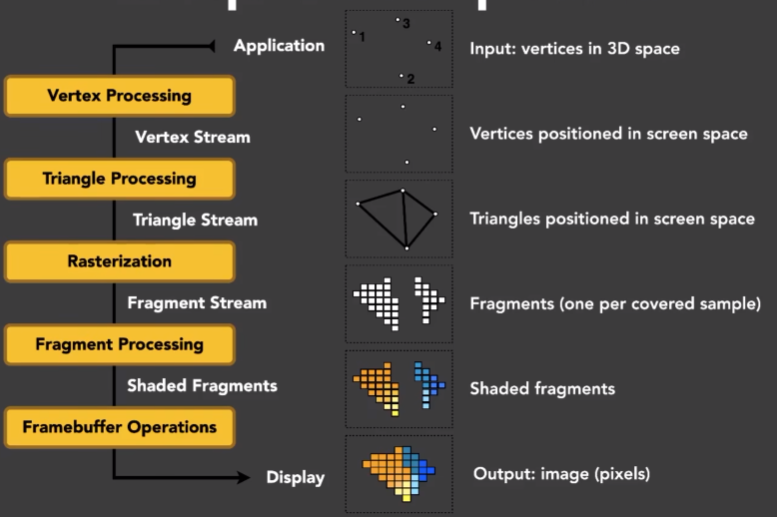 Application
1
3
4
2
Input: vertices in 3D space
Vertex Processing
Vertex Stream
Vertices positioned in screen space
Triangle Processing
Triangle Stream
Triangles positioned in screen space
Rasterization
Fragment Stream
Fragments (one per covered sample)
Fragment Processing
Shaded Fragments
Shaded fragments
Framebuffer Operations
Display
Output: image (pixels)